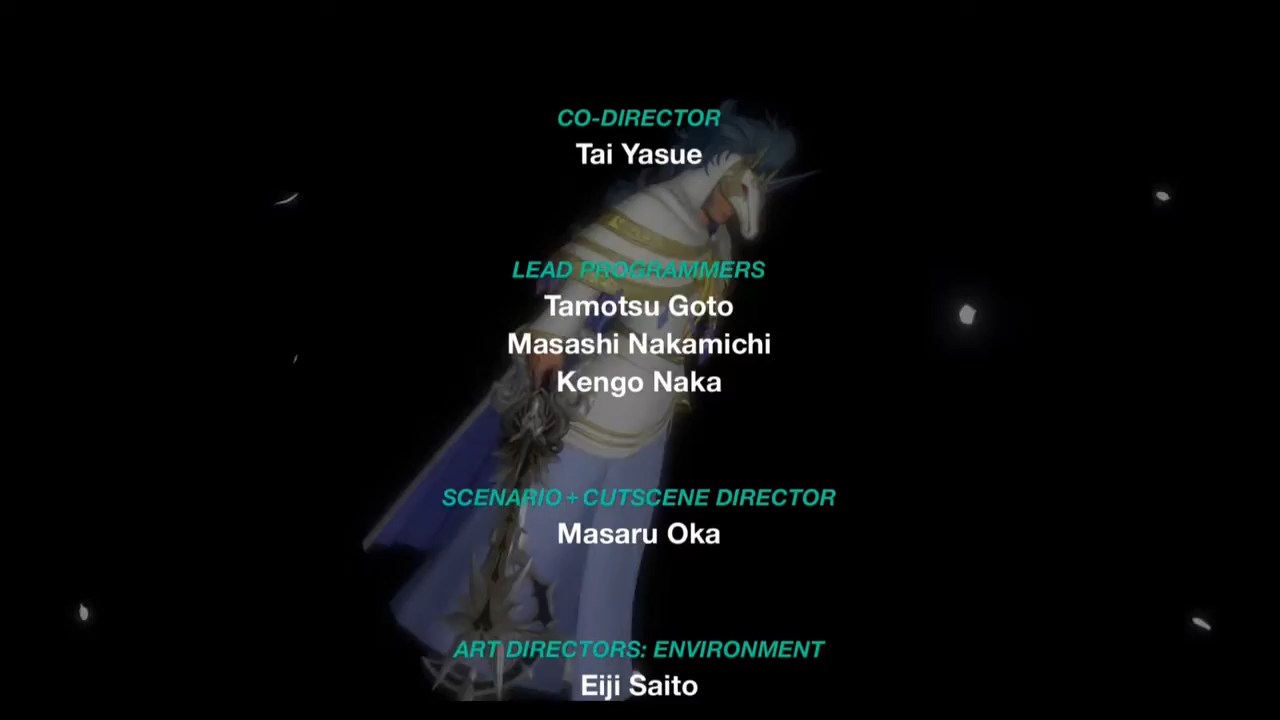 CO-DIRECTOR
Tai Yasue
LEAD PROGRAMMERS
Tamotsu Goto
Masashi Nakamichi
Kengo Naka
SCENARIO + CUTSCENE DIRECTOR
Masaru Oka
ART DIRECTORS: ENVIRONMENT
Eiji Saito